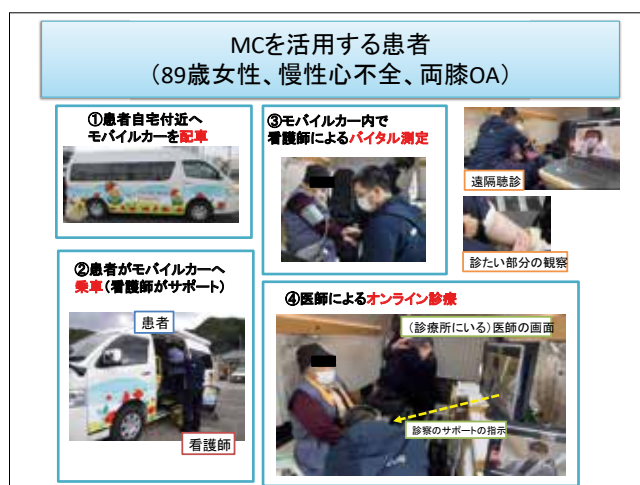 MCを活用する患者
（89歳女性、慢性心不全、両膝OA）
①患者自宅付近へ
モバイルカーを配車
②患者がモバイルカーへ
乗車（看護師がサポート）
患者
看護師
③モバイルカー内で
看護師によるバイタル測定
遠隔聴診
診たい部分の観察
④医師によるオンライン診療
（診療所にいる）医師の画面
診察のサポートの指示